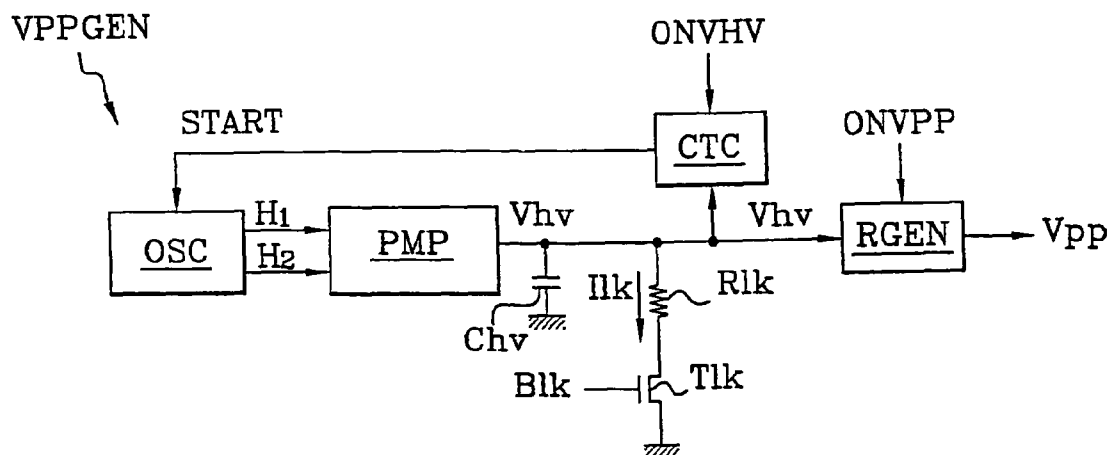 VPPGEN
ONVHV
START
CTC
ONVPP
OSC
H1
H2
PMP
Vhv
Vhv
RGEN
Vpp
Chv
Ilk
Rlk
Blk
Tlk